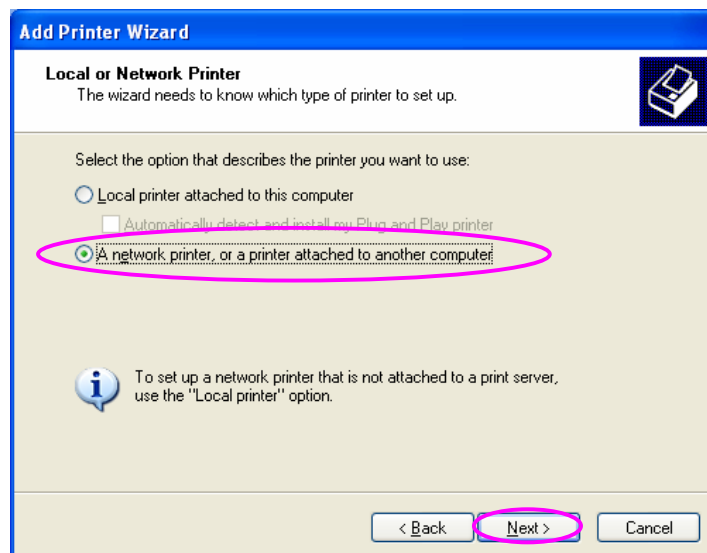 Add Printer Wizard
Local or Network Printer
The wizard needs to know which type of printer to set up.
Select the option that describes the printer you want to use:
Local printer attached to this computer
Automatically detect and install my Plug and Play printer
A network printer, or a printer attached to another computer
To set up a network printer that is not attached to a print server,
use the "Local printer" option.
< Back Next > Cancel